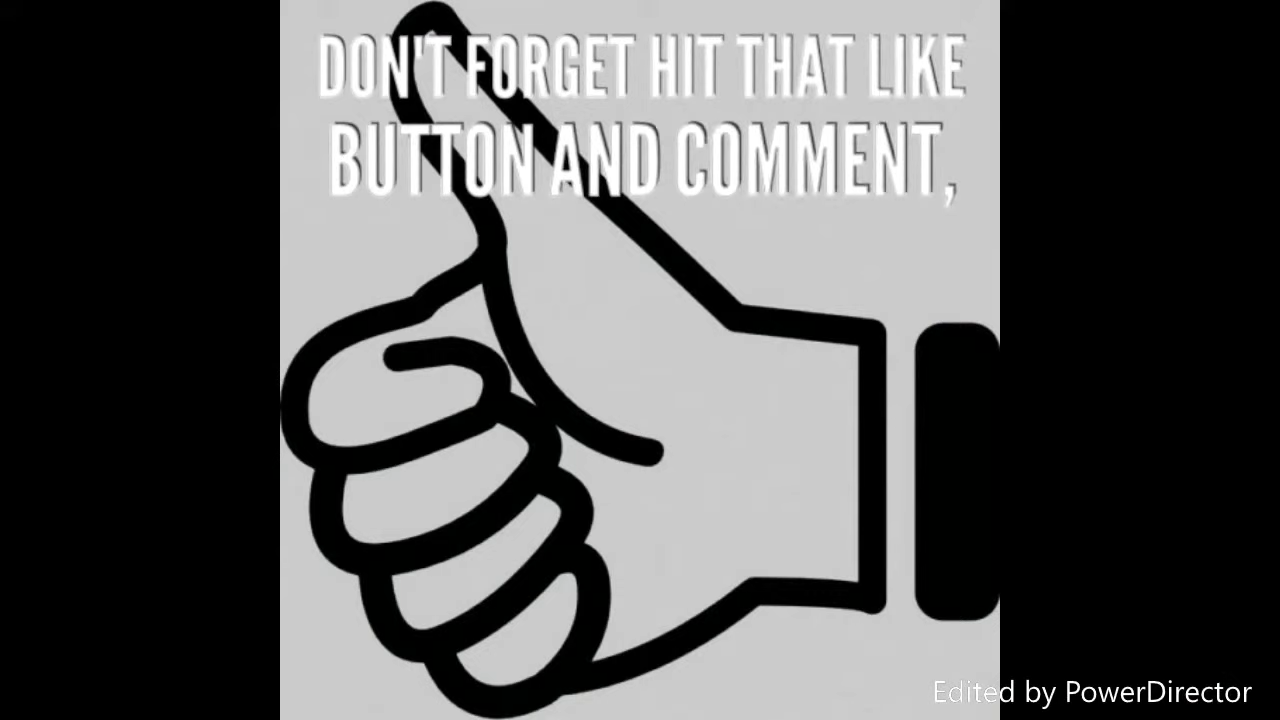 DON'T FORGET HIT THAT LIKE
BUTTON AND COMMENT,
Edited by PowerDirector